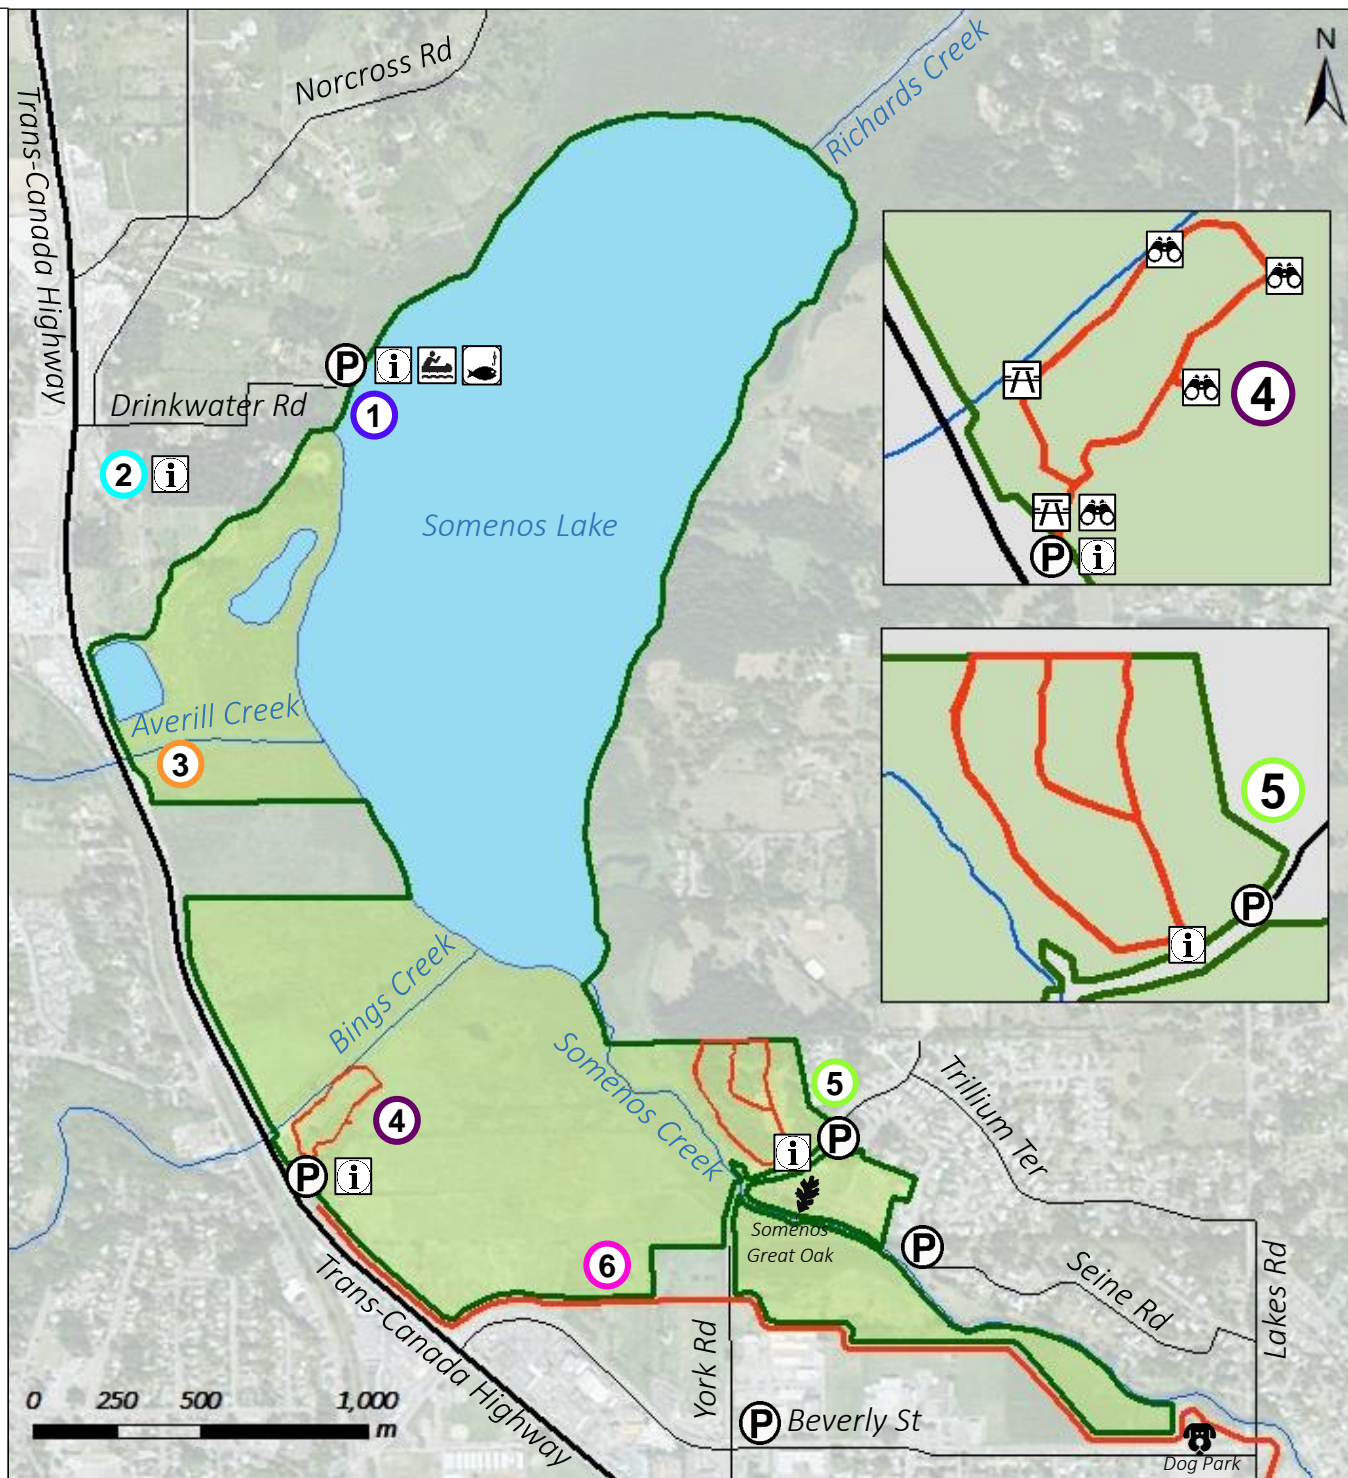 N
Norcross Rd
Richards Creek
Trans-Canada Highway
P i
1
Drinkwater Rd
2 i
4
P i
Somenos Lake
Averill Creek
3
5
P
i
Bings Creek
Somenos Creek
5
Trillium Ter
4
P
i
P i
Somenos
Great Oak
P
6
Seine Rd
Lakes Rd
Trans-Canada Highway
York Rd
0 250 500 1,000
m
P Beverly St
Dog Park